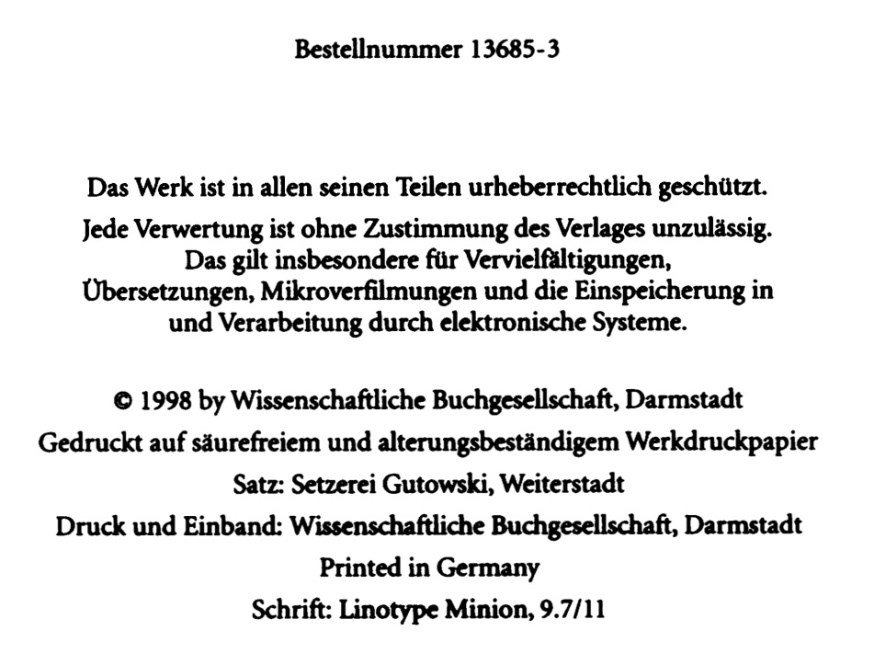 Bestellnummer 13685-3
Das Werk ist in allen seinen Teilen urheberrechtlich geschützt.
Jede Verwertung ist ohne Zustimmung des Verlages unzulässig.
Das gilt insbesondere für Vervielfältigungen,
Übersetzungen, Mikroverfilmungen und die Einspeicherung in
und Verarbeitung durch elektronische Systeme.
© 1998 by Wissenschaftliche Buchgesellschaft, Darmstadt
Gedruckt auf säurefreiem und alterungsbeständigem Werkdruckpapier
Satz: Setzerei Gutowski, Weiterstadt
Druck und Einband: Wissenschaftliche Buchgesellschaft, Darmstadt
Printed in Germany
Schrift: Linotype Minion, 9.7/11